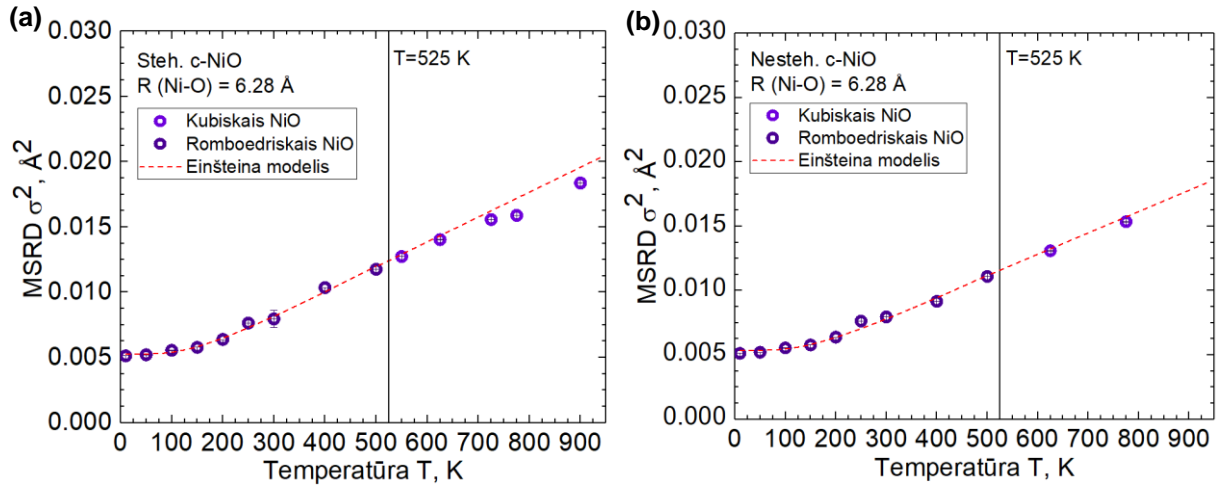 (a)
MSRD σ², Å²
0.030
0.025
0.020
0.015
0.010
0.005
0.000
Steh. c-NiO
R (Ni-O) = 6.28 Å
Kubiskais NiO
Romboedriskais NiO
Einšteina modelis
T=525 K
0 100 200 300 400 500 600 700 800 900
Temperatūra T, K
(b)
MSRD σ², Å²
0.030
0.025
0.020
0.015
0.010
0.005
0.000
Nesteh. c-NiO
R (Ni-O) = 6.28 Å
Kubiskais NiO
Romboedriskais NiO
Einšteina modelis
T=525 K
0 100 200 300 400 500 600 700 800 900
Temperatūra T, K